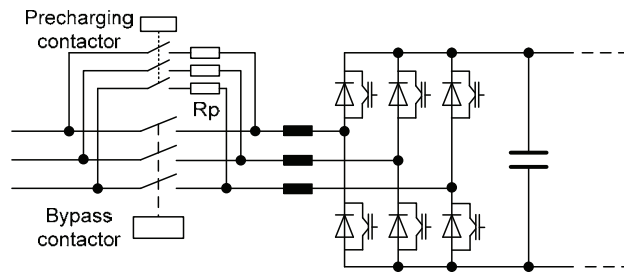 Precharging
contactor
Rp
Bypass
contactor